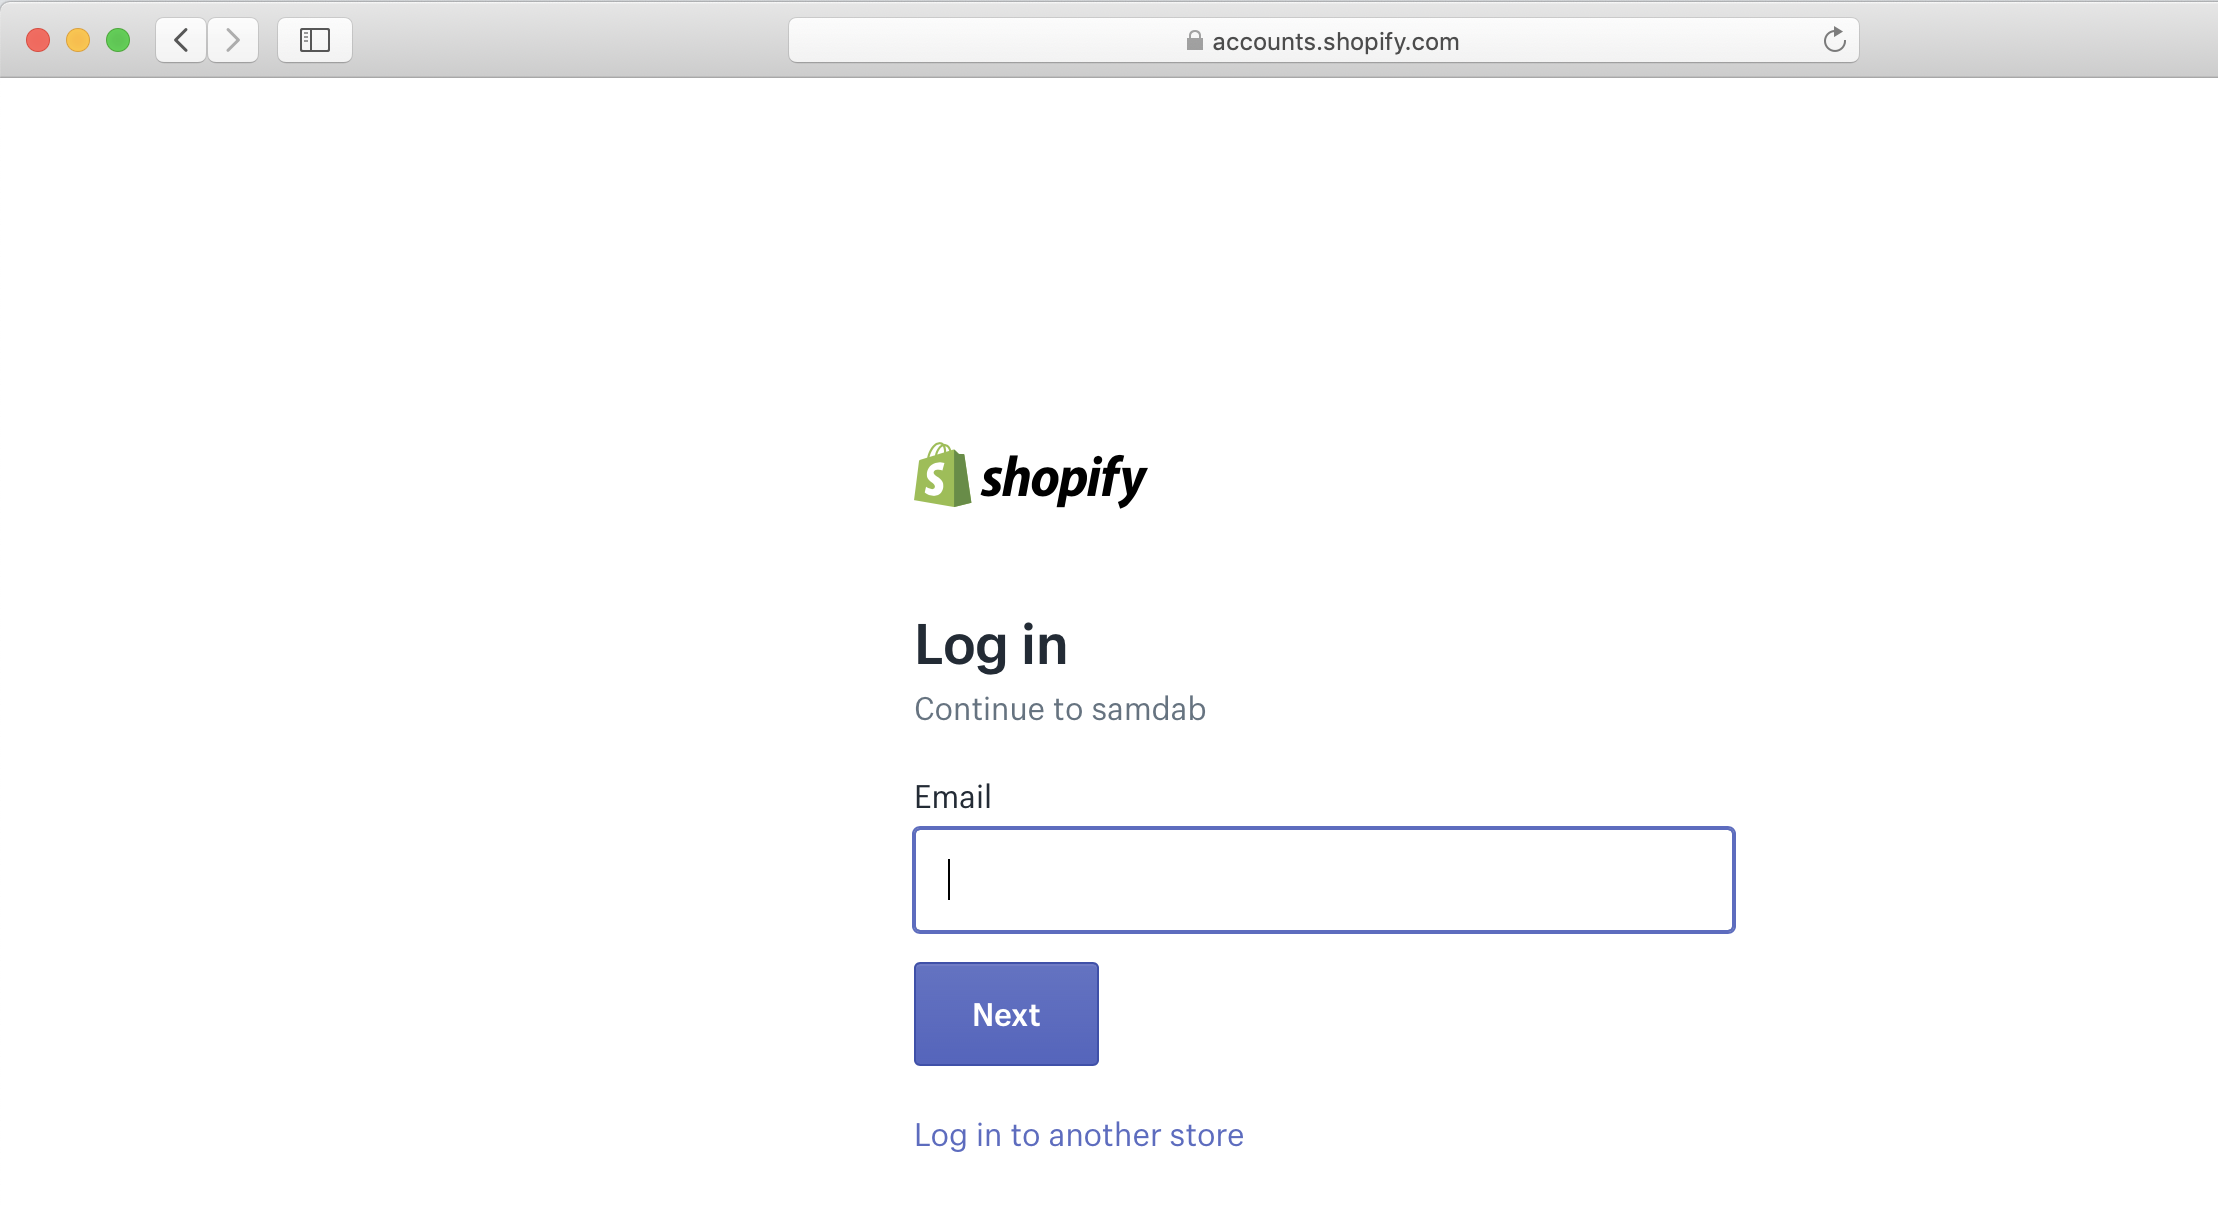 accounts.shopify.com
shopify
Log in
Continue to samdab
Email
Next
Log in to another store